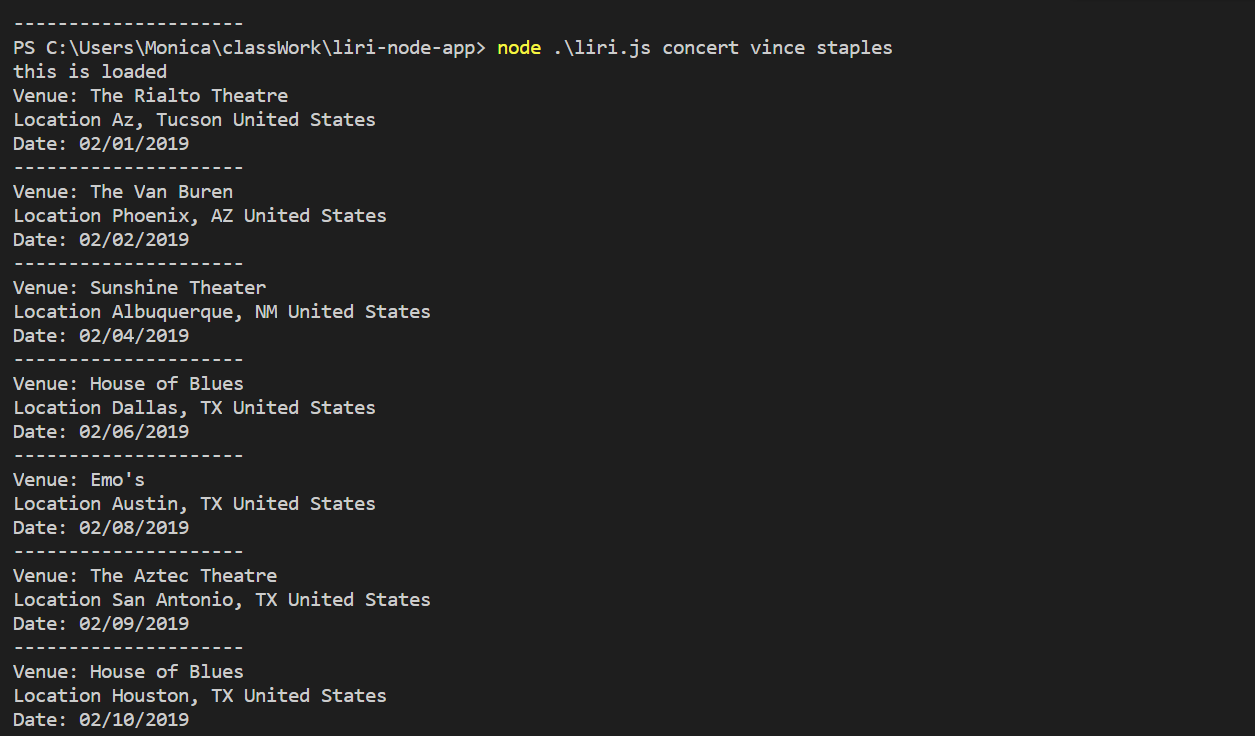 ---------------------
PS C:\Users\Monica\classWork\liri-node-app> node .\liri.js concert vince staples
this is loaded
Venue: The Rialto Theatre
Location Az, Tucson United States
Date: 02/01/2019
---------------------
Venue: The Van Buren
Location Phoenix, AZ United States
Date: 02/02/2019
---------------------
Venue: Sunshine Theater
Location Albuquerque, NM United States
Date: 02/04/2019
---------------------
Venue: House of Blues
Location Dallas, TX United States
Date: 02/06/2019
---------------------
Venue: Emo's
Location Austin, TX United States
Date: 02/08/2019
---------------------
Venue: The Aztec Theatre
Location San Antonio, TX United States
Date: 02/09/2019
---------------------
Venue: House of Blues
Location Houston, TX United States
Date: 02/10/2019